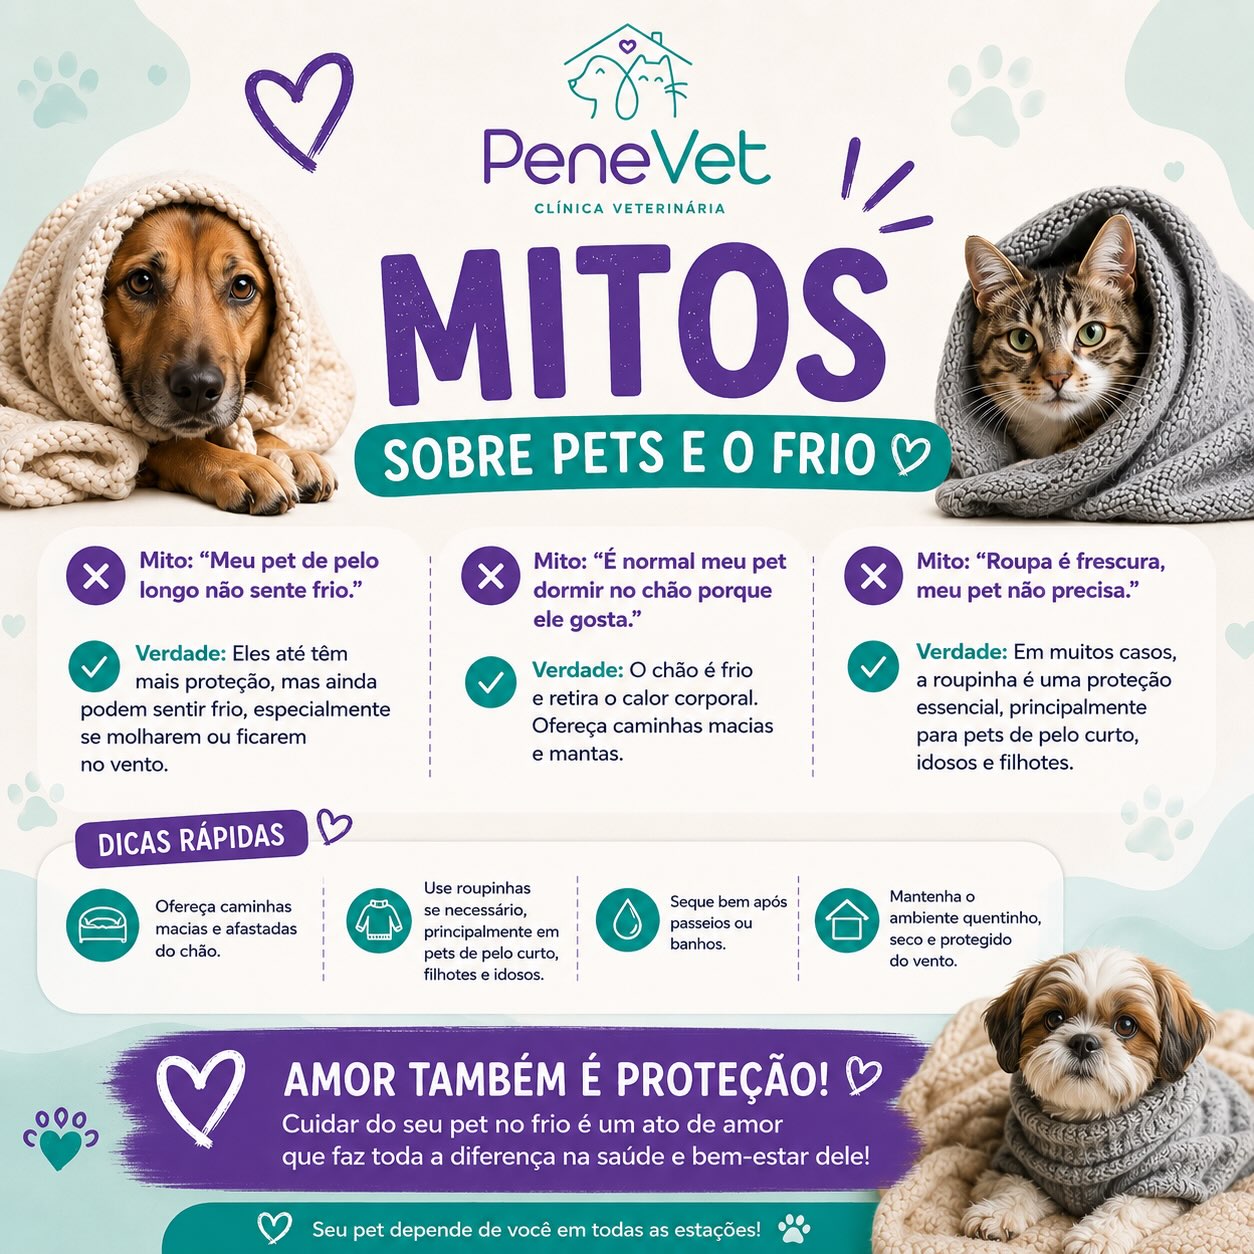 PeneVet
CLÍNICA VETERINÁRIA
MITOS
SOBRE PETS E O FRIO
Mito: “Meu pet de pelo
longo não sente frio.”
Verdade: Eles até têm
mais proteção, mas ainda
podem sentir frio, especialmente
se molharem ou ficarem
no vento.
Mito: “É normal meu pet
dormir no chão porque
ele gosta.”
Verdade: O chão é frio
e retira o calor corporal.
Ofereça caminhas macias
e mantas.
Mito: “Roupa é frescura,
meu pet não precisa.”
Verdade: Em muitos casos,
a roupinha é uma proteção
essencial, principalmente
para pets de pelo curto,
idosos e filhotes.
DICAS RÁPIDAS
Ofereça caminhas
macias e afastadas
do chão.
Use roupinhas
se necessário,
principalmente em
pets de pelo curto,
filhotes e idosos.
Seque bem após
passeios ou
banhos.
Mantenha o
ambiente quentinho,
seco e protegido
do vento.
AMOR TAMBÉM É PROTEÇÃO!
Cuidar do seu pet no frio é um ato de amor
que faz toda a diferença na saúde e bem-estar dele!
Seu pet depende de você em todas as estações!